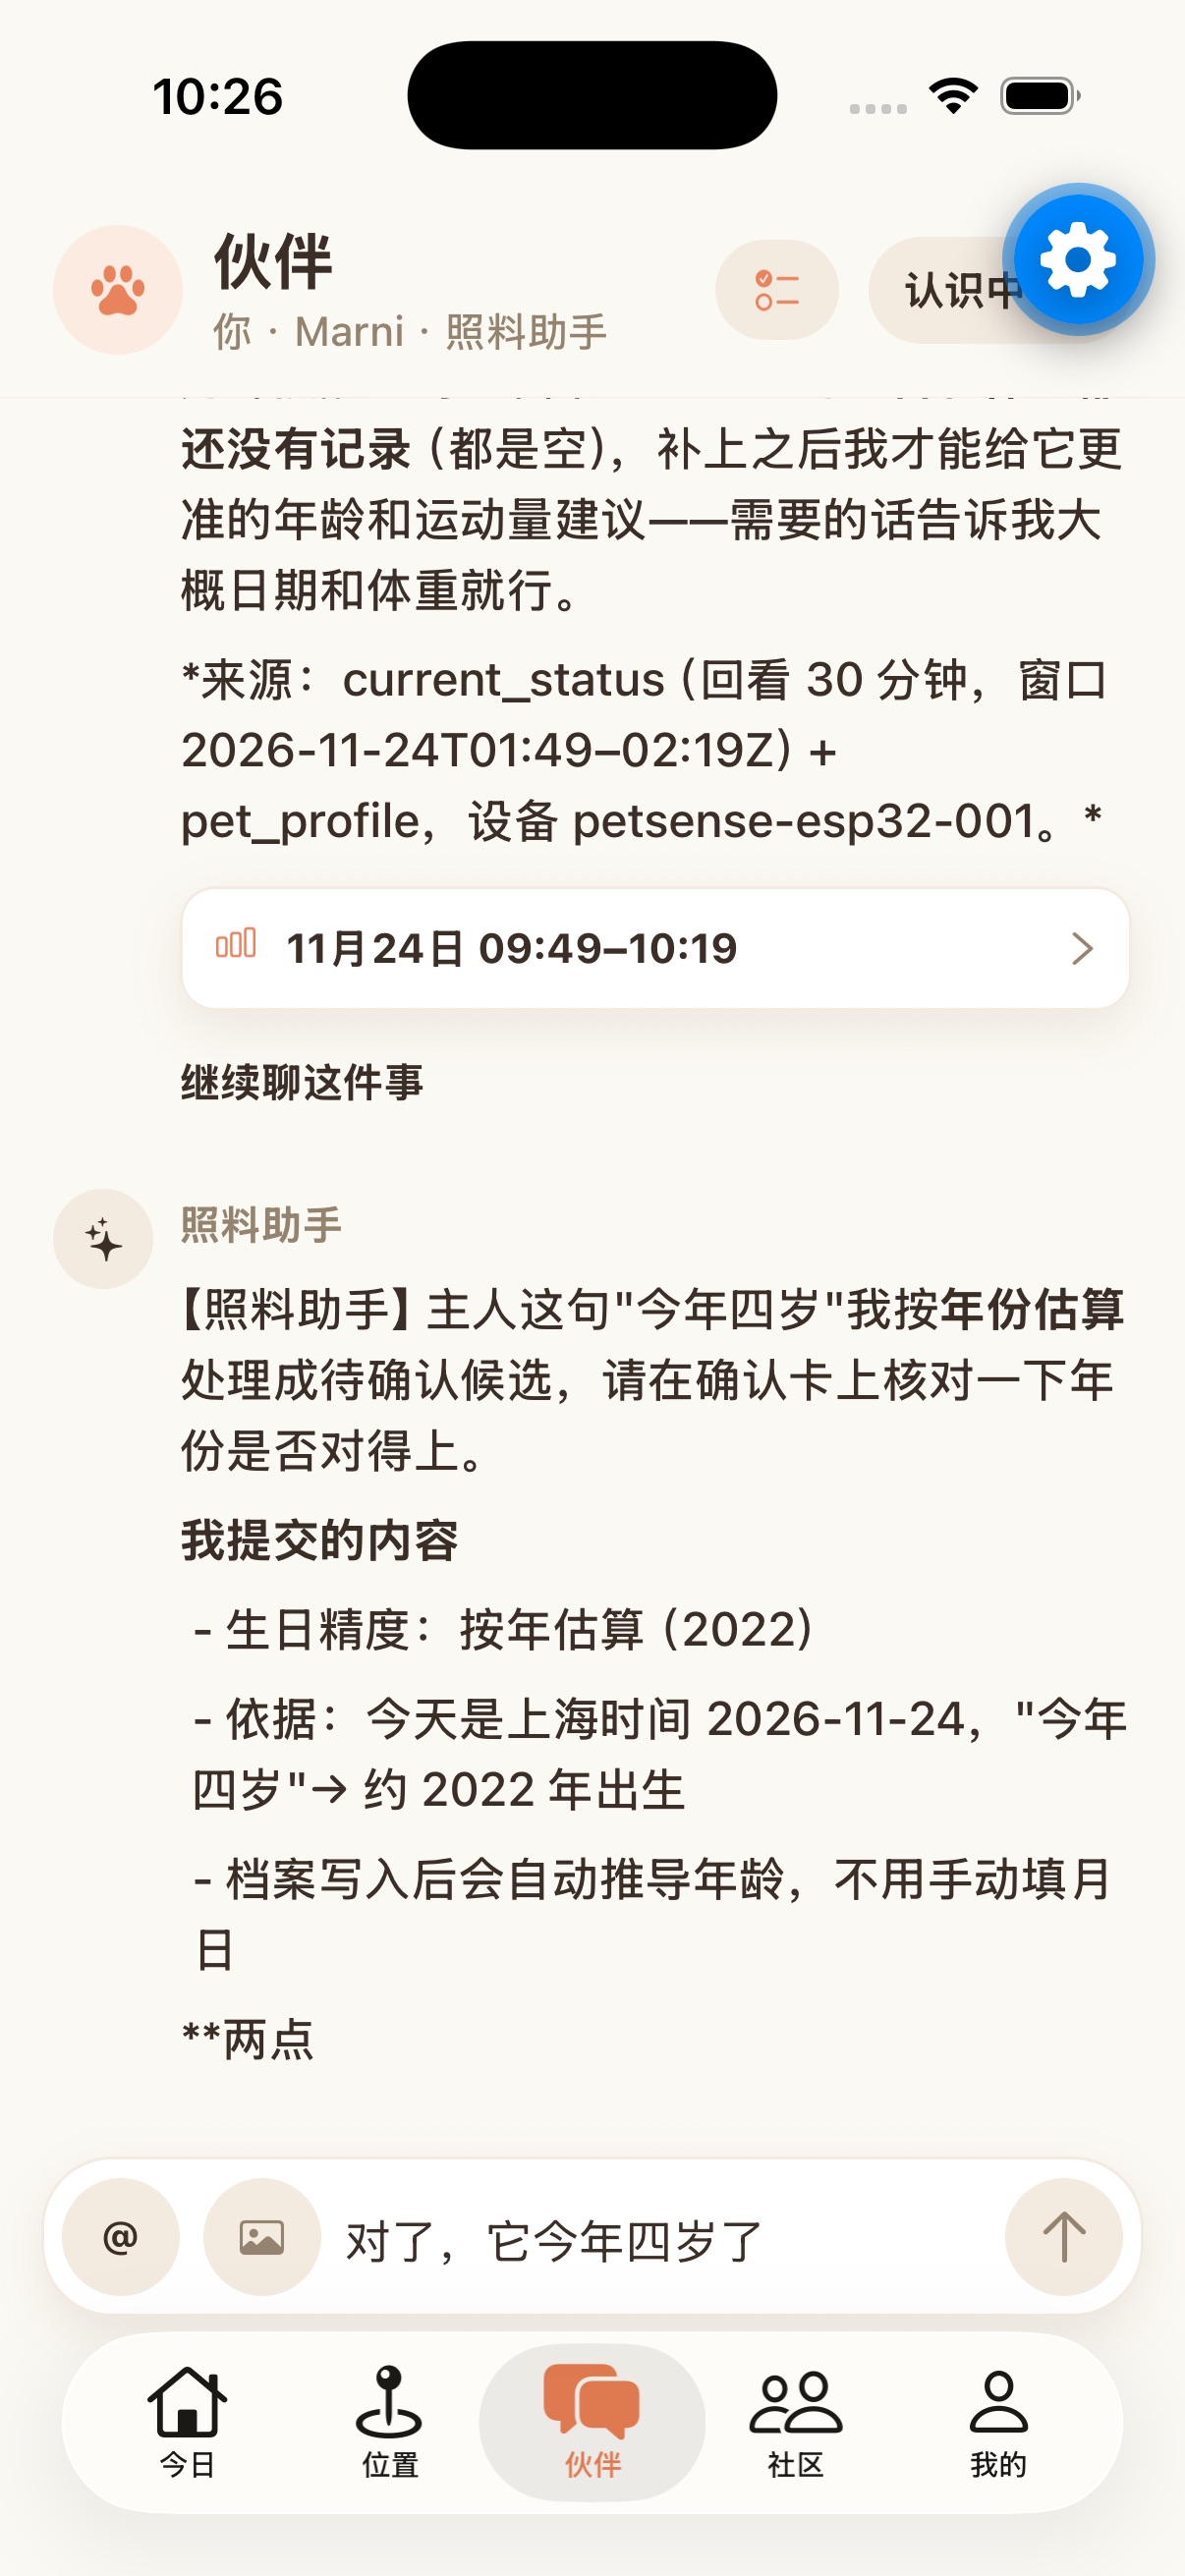 10:26
伙伴
你 · Marni · 照料助手
认识中
还没有记录（都是空），补上之后我才能给它更
准的年龄和运动量建议——需要的话告诉我大
概日期和体重就行。
*来源：current_status（回看 30 分钟，窗口
2026-11-24T01:49–02:19Z）+
pet_profile，设备 petsense-esp32-001。*
11月24日 09:49–10:19
继续聊这件事
照料助手
【照料助手】主人这句"今年四岁"我按年份估算
处理成待确认候选，请在确认卡上核对一下年
份是否对得上。
我提交的内容
- 生日精度：按年估算（2022）
- 依据：今天是上海时间 2026-11-24，"今年
四岁"→ 约 2022 年出生
- 档案写入后会自动推导年龄，不用手动填月
日
**两点
@
对了，它今年四岁了
今日
位置
伙伴
社区
我的